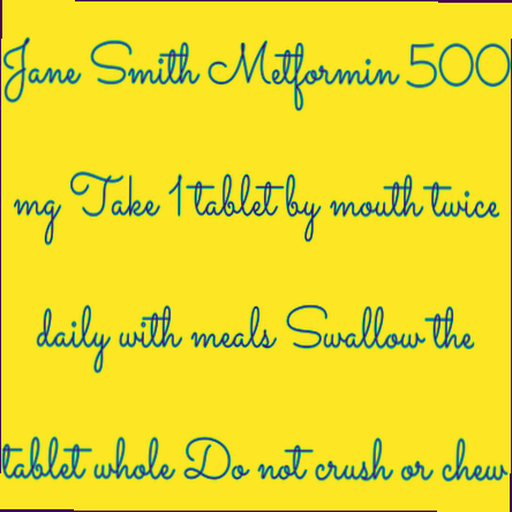 Jane Smith Metformin 500
mg Take 1 tablet by mouth twice
daily with meals Swallow the
tablet whole Do not crush or chew